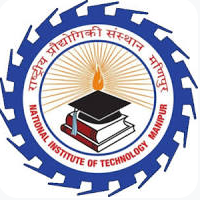 राष्ट्रीय प्रौद्योगिकी संस्थान मणिपुर
NATIONAL INSTITUTE OF TECHNOLOGY MANIPUR